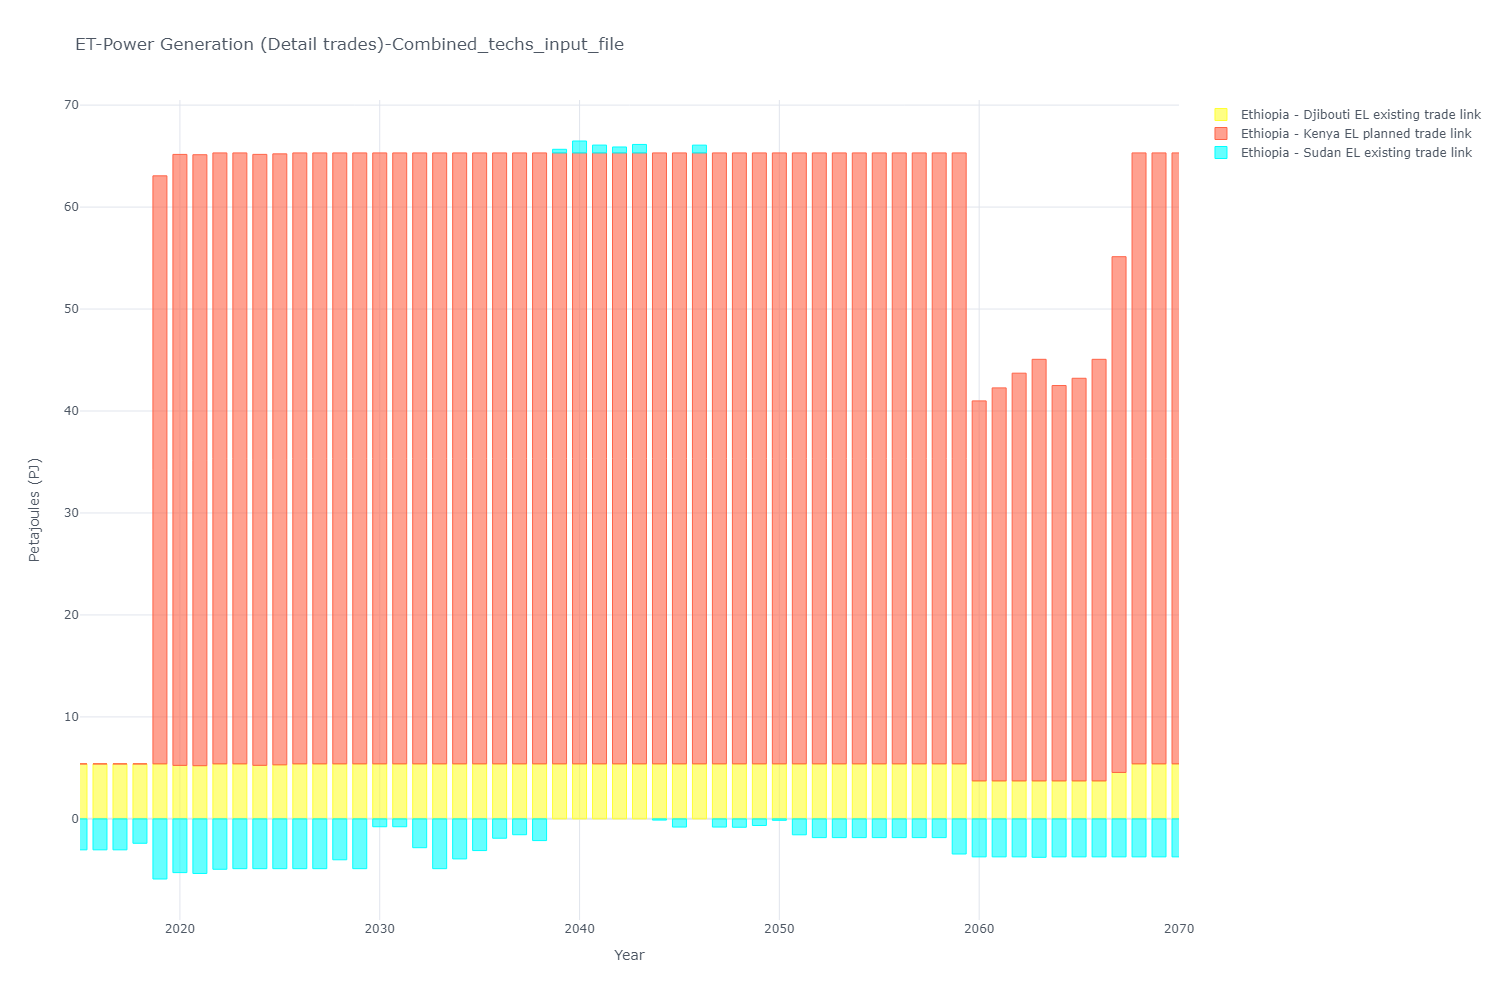 ET-Power Generation (Detail trades)-Combined_techs_input_file
70
60
50
40
30
20
10
0
Petajoules (PJ)
2020
2030
2040
2050
2060
2070
Year
Ethiopia - Djibouti EL existing trade link
Ethiopia - Kenya EL planned trade link
Ethiopia - Sudan EL existing trade link